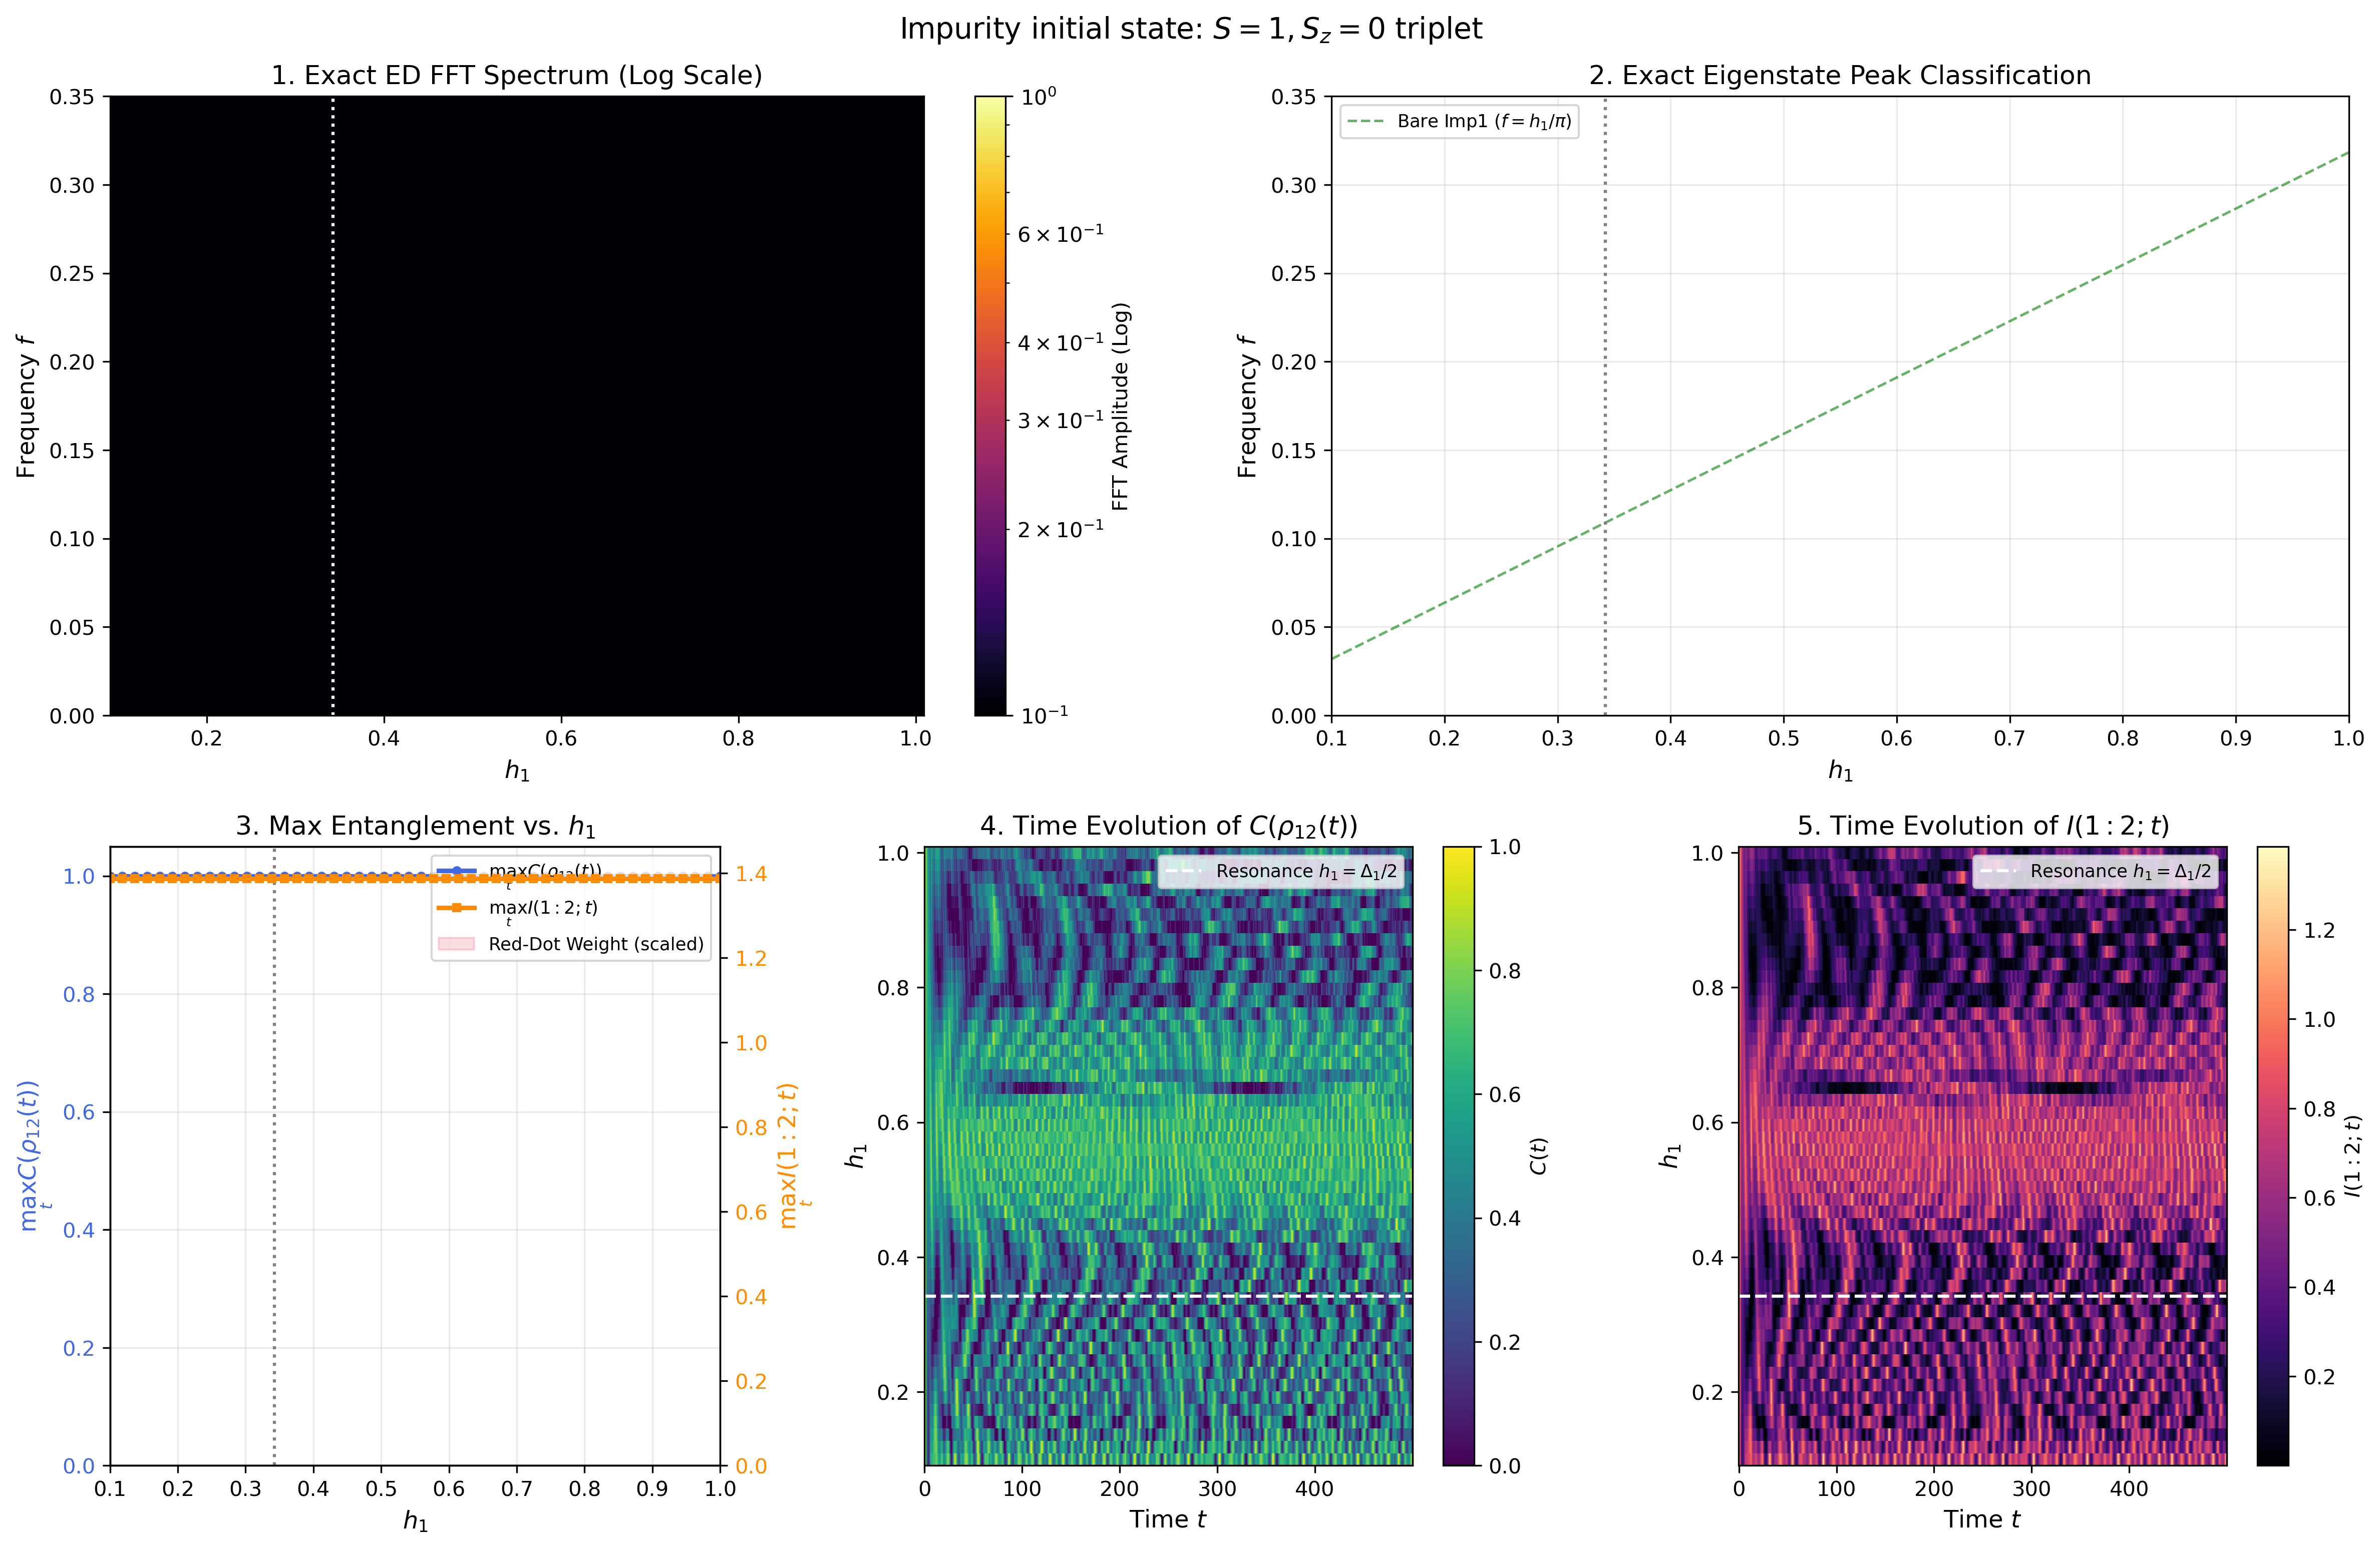 Impurity initial state: S = 1, S_z = 0 triplet
1. Exact ED FFT Spectrum (Log Scale)
Frequency f
0.35
0.30
0.25
0.20
0.15
0.10
0.05
0.00
0.2
0.4
0.6
0.8
1.0
h_1
10^0
6 × 10^{-1}
4 × 10^{-1}
3 × 10^{-1}
2 × 10^{-1}
10^{-1}
FFT Amplitude (Log)
2. Exact Eigenstate Peak Classification
Bare Imp1 (f = h_1/π)
Frequency f
0.35
0.30
0.25
0.20
0.15
0.10
0.05
0.00
0.1
0.2
0.3
0.4
0.5
0.6
0.7
0.8
0.9
1.0
h_1
3. Max Entanglement vs. h_1
max_t C(ρ_{12}(t))
max_t I(1 : 2; t)
Red-Dot Weight (scaled)
max_t C(ρ_{12}(t))
1.0
0.8
0.6
0.4
0.2
0.0
0.1
0.2
0.3
0.4
0.5
0.6
0.7
0.8
0.9
1.0
h_1
1.4
1.2
1.0
0.8
0.6
0.4
0.2
0.0
max_t I(1 : 2; t)
4. Time Evolution of C(ρ_{12}(t))
Resonance h_1 = Δ_1/2
h_1
1.0
0.8
0.6
0.4
0.2
0
100
200
300
400
Time t
1.0
0.8
0.6
0.4
0.2
0.0
C(t)
5. Time Evolution of I(1 : 2; t)
Resonance h_1 = Δ_1/2
h_1
1.0
0.8
0.6
0.4
0.2
0
100
200
300
400
Time t
1.2
1.0
0.8
0.6
0.4
0.2
I(1 : 2; t)